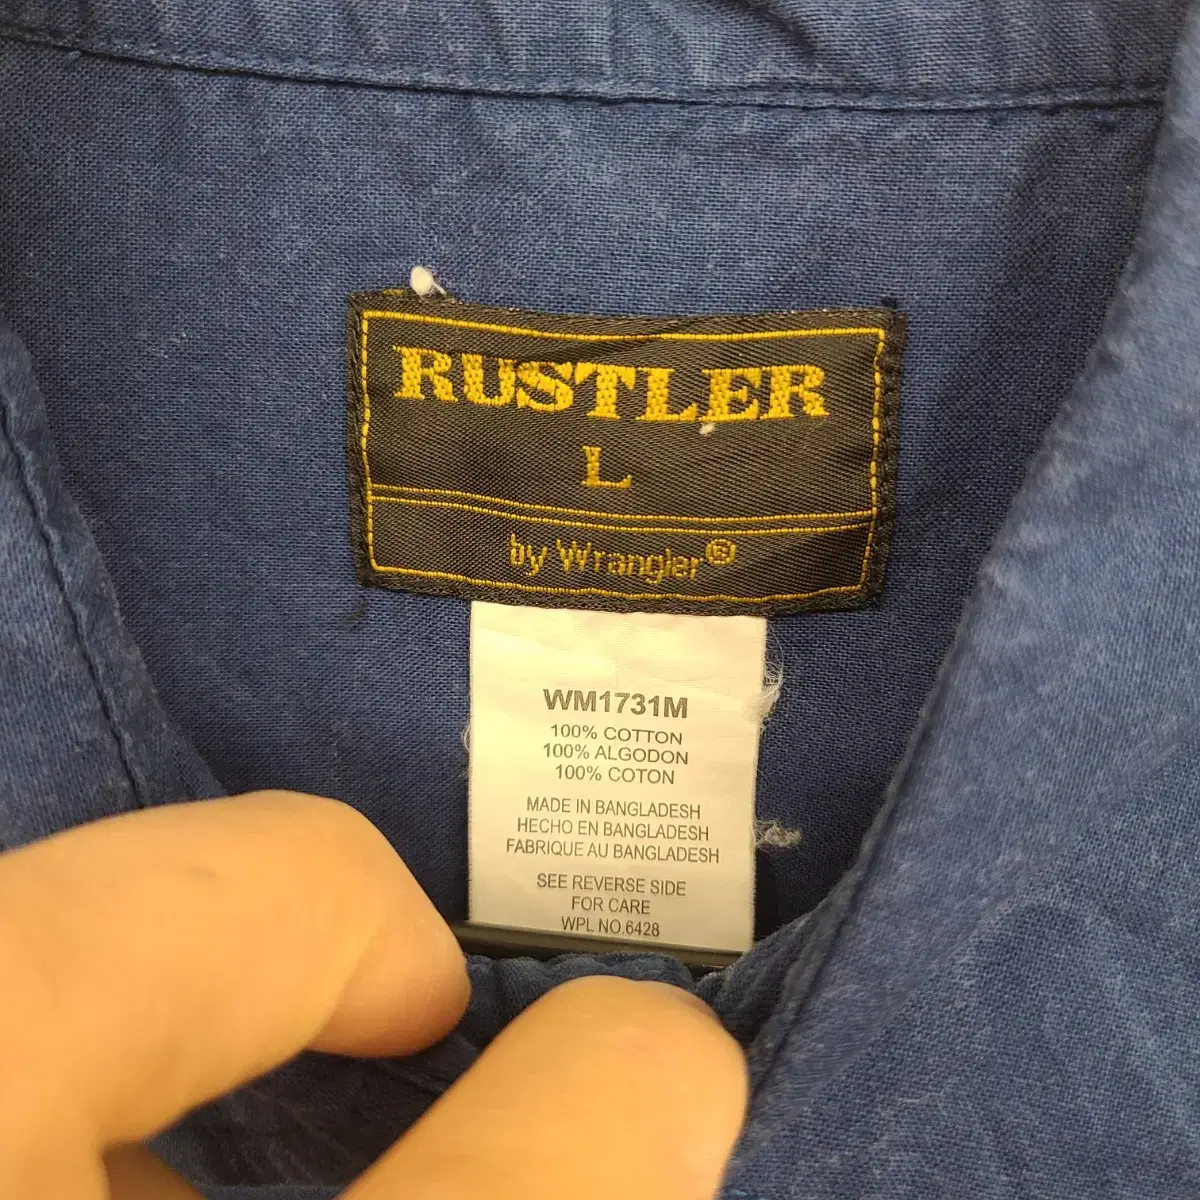 RUSTLER
L
by Wrangler®
WM1731M
100% COTTON
100% ALGODON
100% COTON
MADE IN BANGLADESH
HECHO EN BANGLADESH
FABRIQUE AU BANGLADESH
SEE REVERSE SIDE
FOR CARE
WPL NO.6428